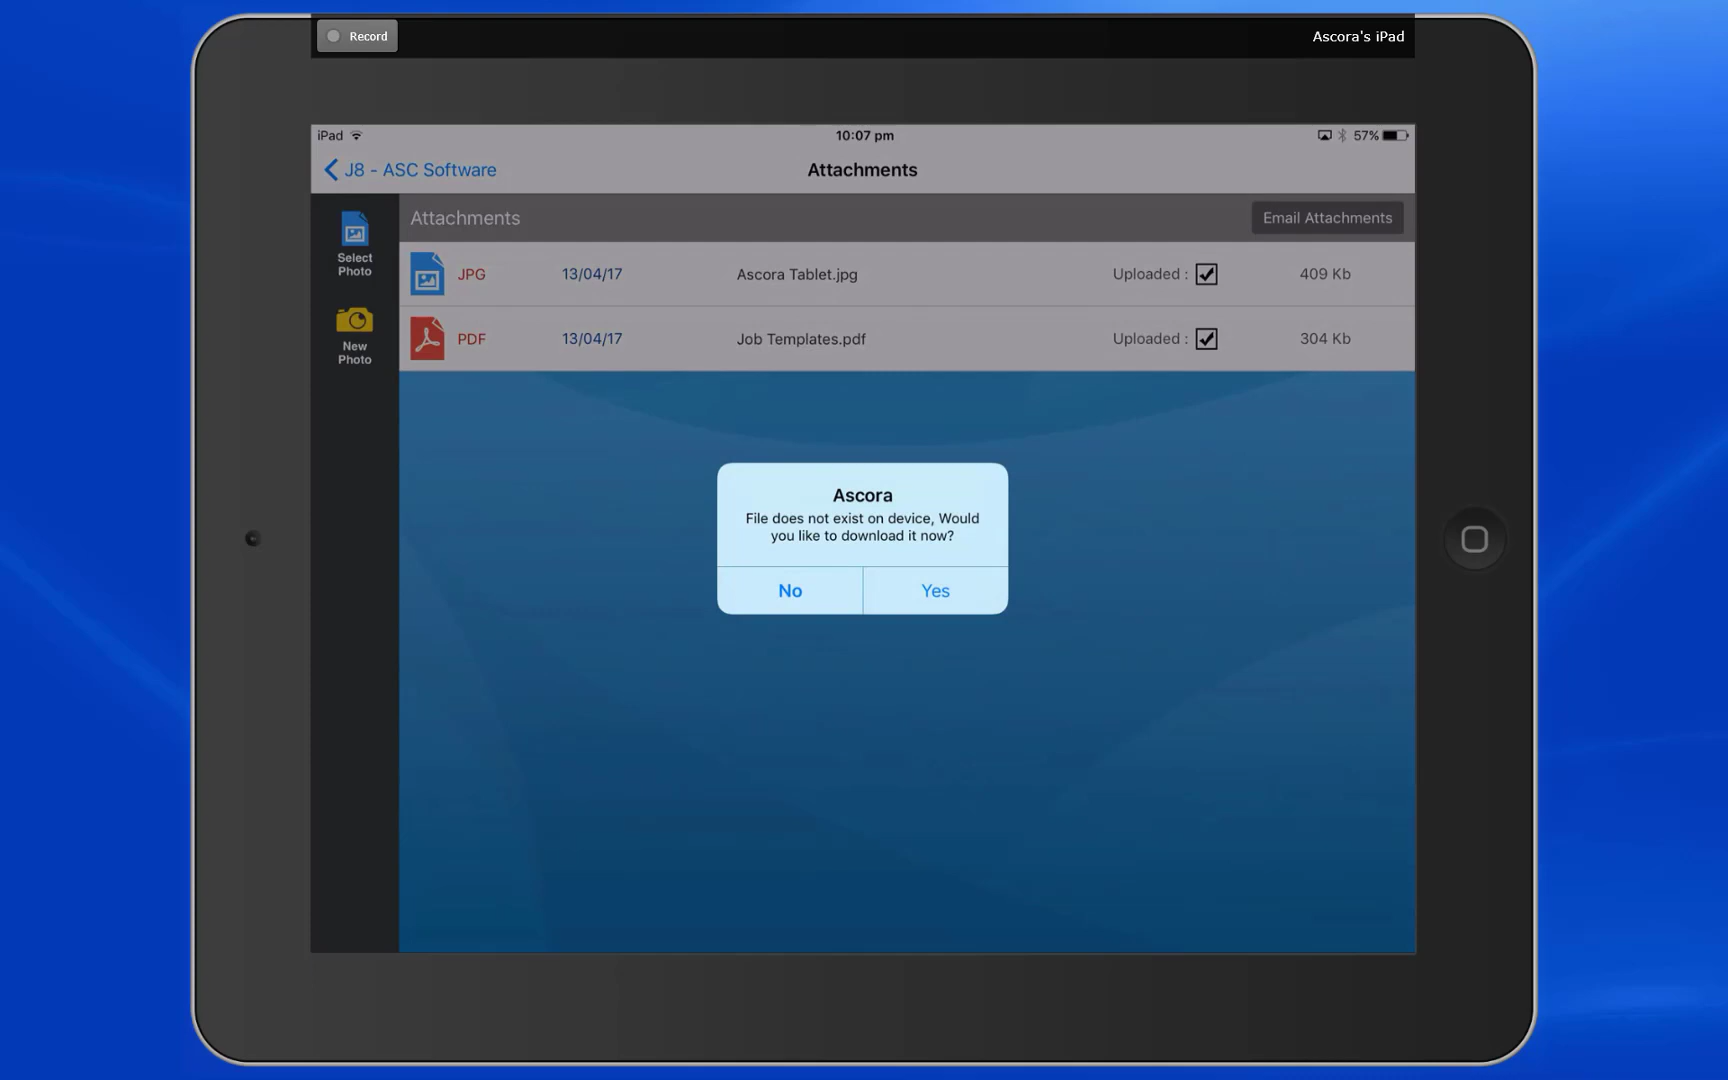 Record
Ascora's iPad
iPad
10:07 pm
57%
J8 - ASC Software
Attachments
Select
Photo
New
Photo
Attachments
Email Attachments
JPG 13/04/17 Ascora Tablet.jpg Uploaded : 409 Kb
PDF 13/04/17 Job Templates.pdf Uploaded : 304 Kb
Ascora
File does not exist on device, Would
you like to download it now?
No
Yes